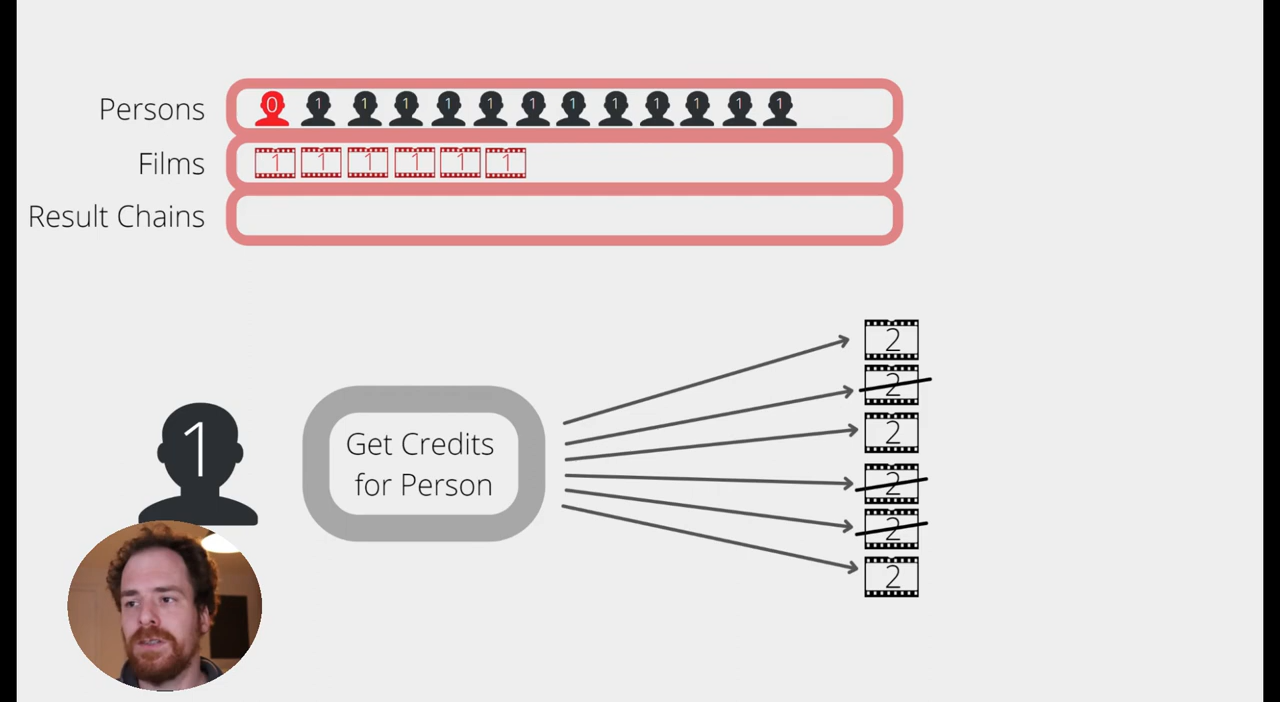 Persons
0 1 1 1 1 1 1 1 1 1 1 1 1
Films
1 1 1 1 1 1
Result Chains
2
2
2
2
2
2
1
Get Credits
for Person